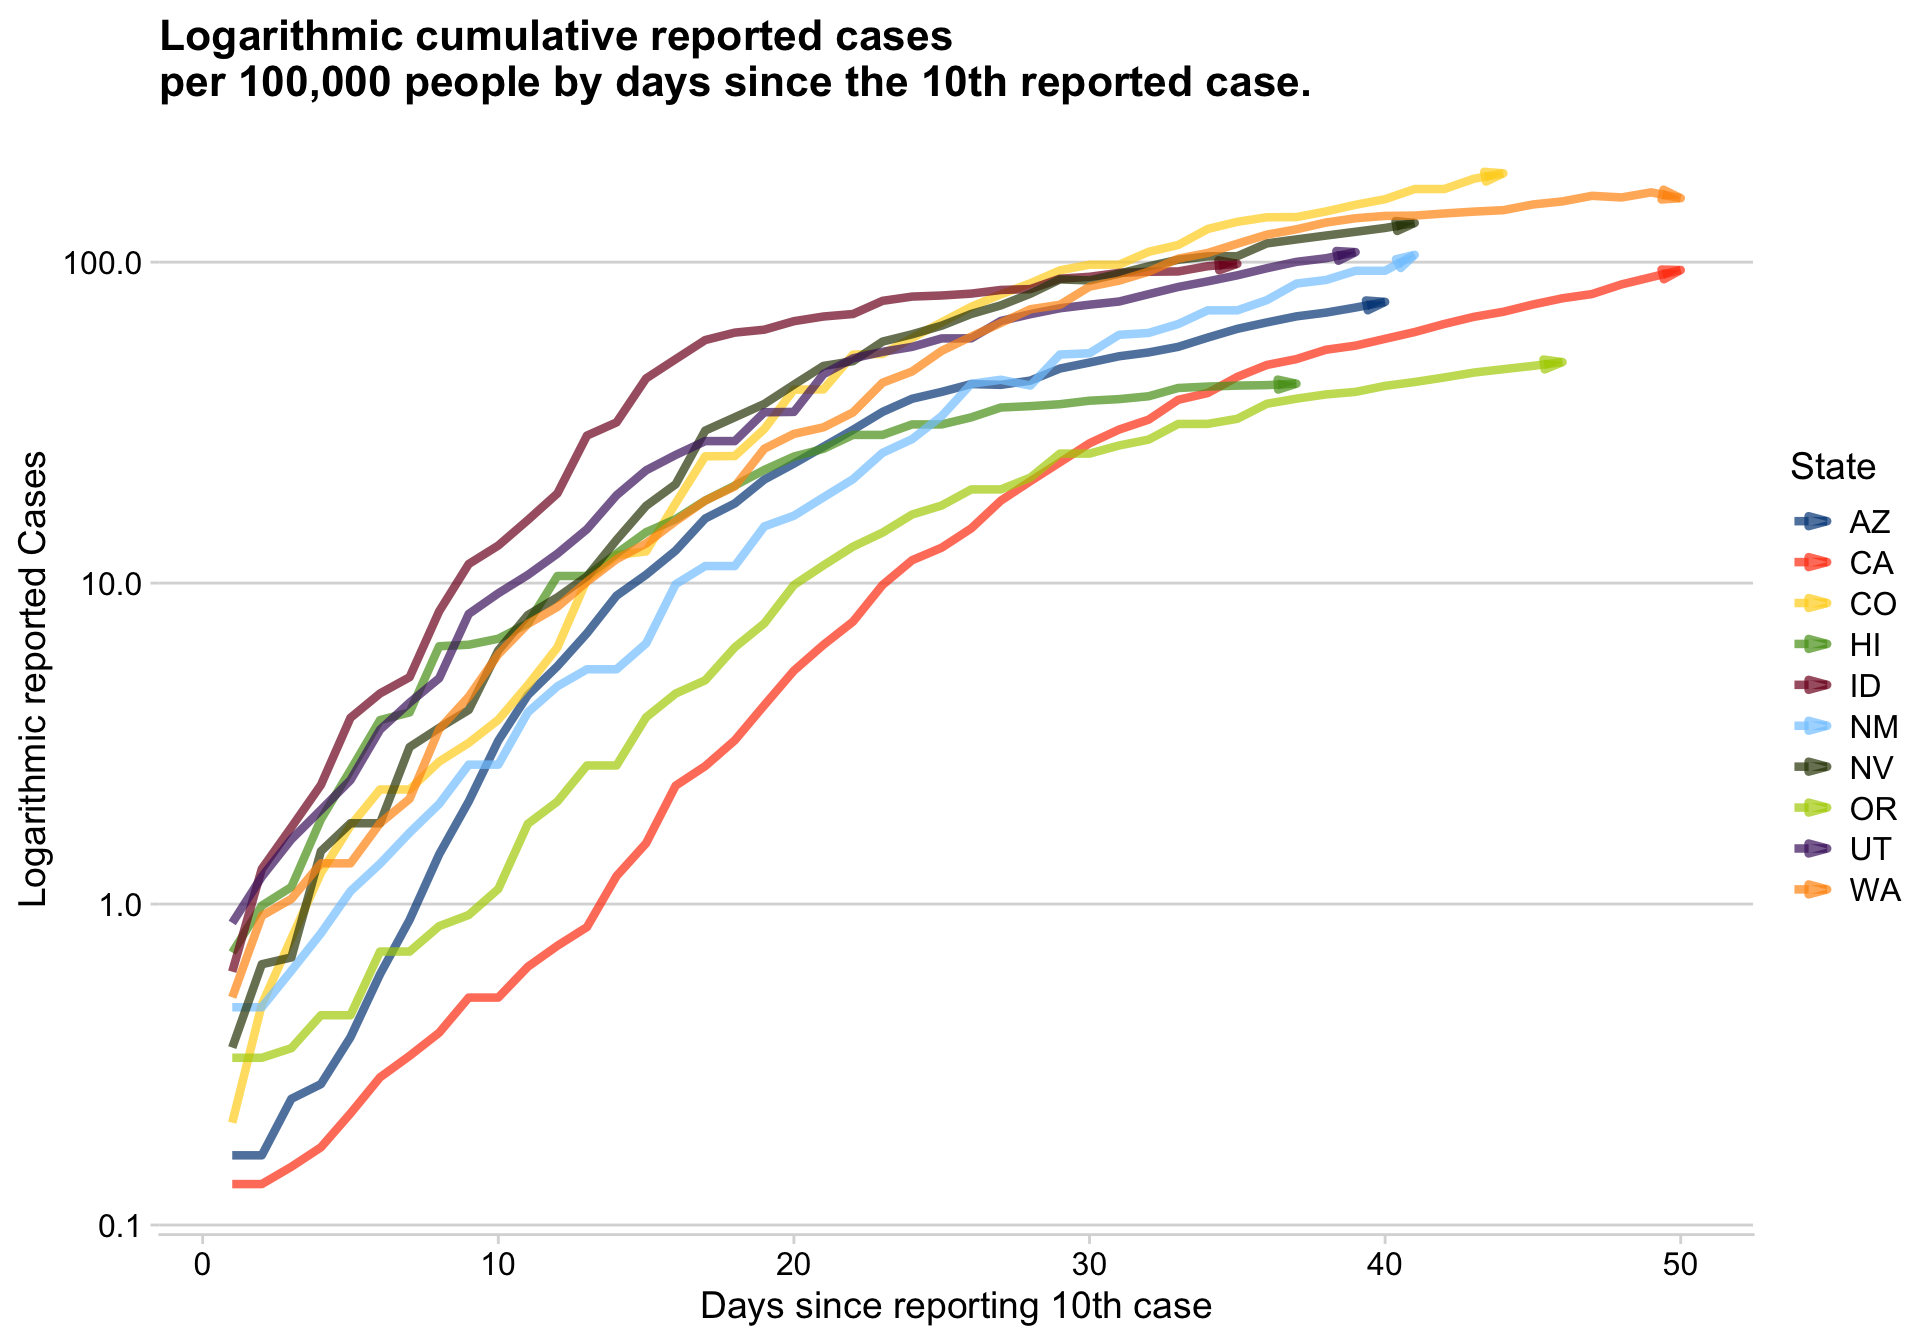 Logarithmic cumulative reported cases
per 100,000 people by days since the 10th reported case.
Logarithmic reported Cases
100.0
10.0
1.0
0.1
0
10
20
30
40
50
Days since reporting 10th case
State
AZ
CA
CO
HI
ID
NM
NV
OR
UT
WA